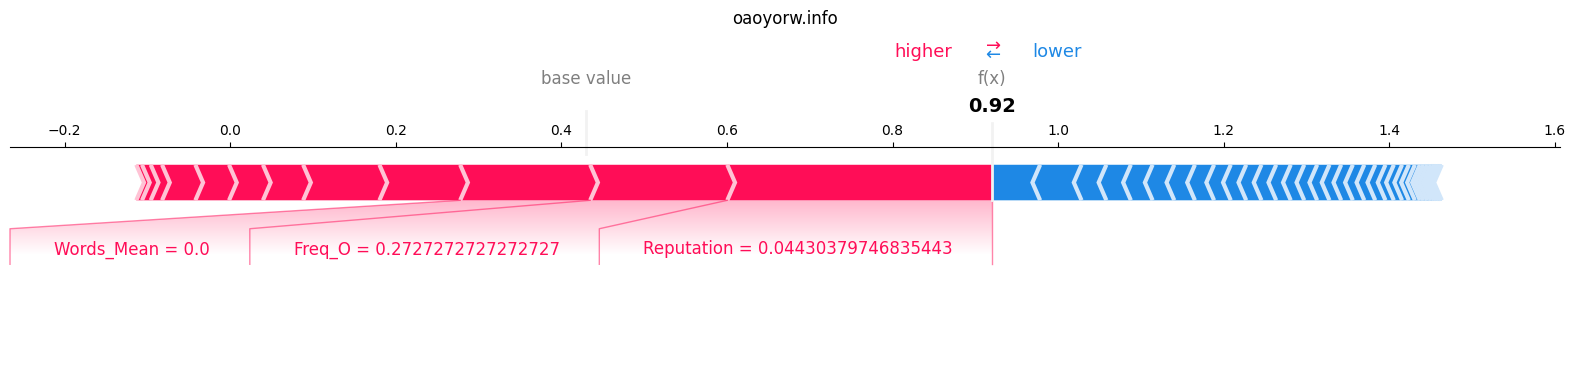 oaoyorw.info
higher → ← lower
base value f(x)
0.92
−0.2 0.0 0.2 0.4 0.6 0.8 1.0 1.2 1.4 1.6
Words_Mean = 0.0 Freq_O = 0.2727272727272727 Reputation = 0.04430379746835443